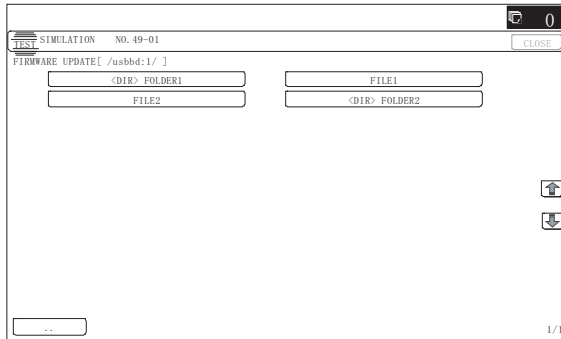 0
TEST SIMULATION NO. 49-01 CLOSE
FIRMWARE UPDATE[ /usbbd:1/ ]
<DIR> FOLDER1 FILE1
FILE2 <DIR> FOLDER2
.. 1/1